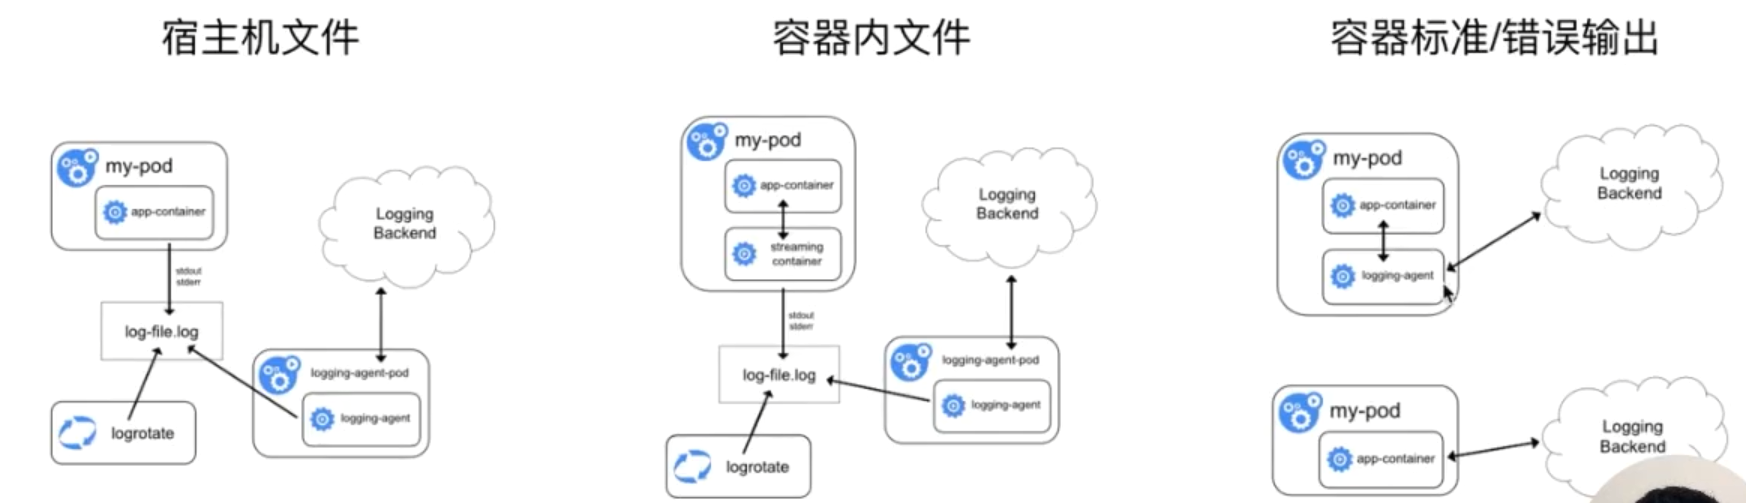 宿主机文件
my-pod
app-container
stdout
stderr
log-file.log
logrotate
Logging
Backend
logging-agent-pod
logging-agent
容器内文件
my-pod
app-container
streaming
container
stdout
stderr
log-file.log
logrotate
Logging
Backend
logging-agent-pod
logging-agent
容器标准/错误输出
my-pod
app-container
logging-agent
Logging
Backend
my-pod
app-container
Logging
Backend